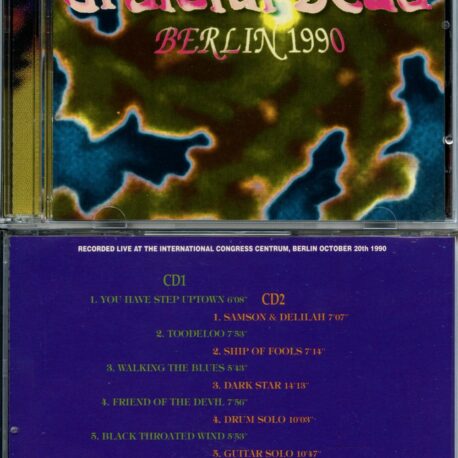 Grateful Dead
BERLIN 1990
RECORDED LIVE AT THE INTERNATIONAL CONGRESS CENTRUM, BERLIN OCTOBER 20th 1990
CD1
1. YOU HAVE STEP UPTOWN 6'08"
2. TOODELOO 7'53"
3. WALKING THE BLUES 5'43"
4. FRIEND OF THE DEVIL 7'56"
5. BLACK THROATED WIND 5'53"
CD2
1. SAMSON & DELILAH 7'07"
2. SHIP OF FOOLS 7'14"
3. DARK STAR 14'13"
4. DRUM SOLO 10'03"
5. GUITAR SOLO 10'47"